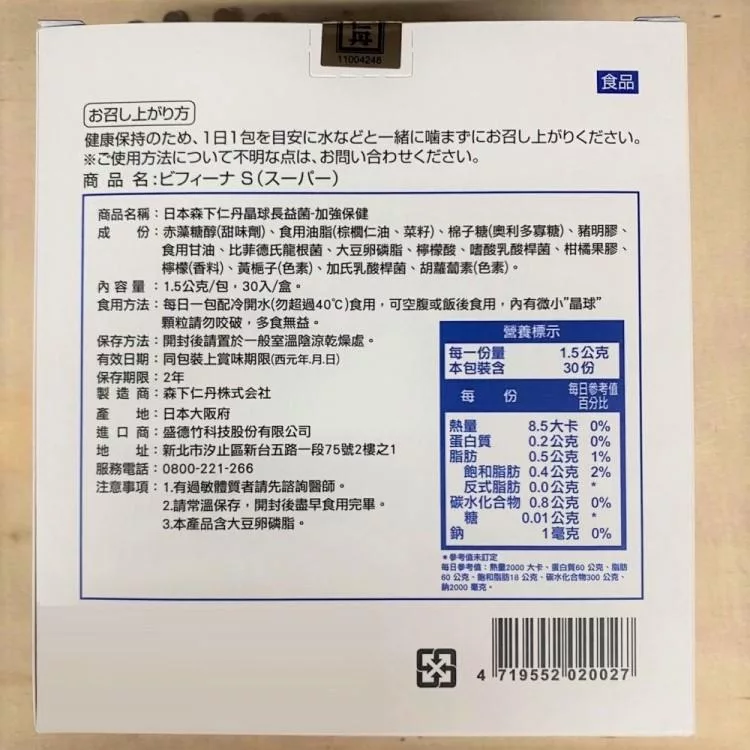 仁丹
11004248
食品
お召し上がり方
健康保持のため、1日1包を目安に水などと一緒に噛まずにお召し上がりください。
※ご使用方法について不明な点は、お問い合わせください。
商品名:ビフィーナ S(スーパー)
商品名稱：日本森下仁丹晶球長益菌-加強保健
成 份：赤藻糖醇(甜味劑)、食用油脂(棕櫚仁油、菜籽)、棉子糖(奧利多寡糖)、豬明膠、
食用甘油、比菲德氏龍根菌、大豆卵磷脂、檸檬酸、嗜酸乳酸桿菌、柑橘果膠、
檸檬(香料)、黃梔子(色素)、加氏乳酸桿菌、胡蘿蔔素(色素)。
內容量：1.5公克/包，30入/盒。
食用方法：每日一包配冷開水(勿超過40℃)食用，可空腹或飯後食用，內有微小"晶球"
顆粒請勿咬破，多食無益。
保存方法：開封後請置於一般室溫陰涼乾燥處。
有效日期：同包裝上賞味期限(西元年.月.日)
保存期限：2年
製造商：森下仁丹株式会社
產 地：日本大阪府
進口商：盛德竹科技股份有限公司
地 址：新北市汐止區新台五路一段75號2樓之1
服務電話：0800-221-266
注意事項：1.有過敏體質者請先諮詢醫師。
2.請常溫保存，開封後盡早食用完畢。
3.本產品含大豆卵磷脂。
營養標示
每一份量 1.5公克
本包裝含 30份
每 份 每日參考值百分比
熱量 8.5大卡 0%
蛋白質 0.2公克 0%
脂肪 0.5公克 1%
飽和脂肪 0.4公克 2%
反式脂肪 0.0公克 *
碳水化合物 0.8公克 0%
糖 0.01公克 *
鈉 1毫克 0%
*參考值未訂定
每日參考值：熱量2000大卡、蛋白質60公克、脂肪
60公克、飽和脂肪18公克、碳水化合物300公克、
鈉2000毫克。
4 719552 020027